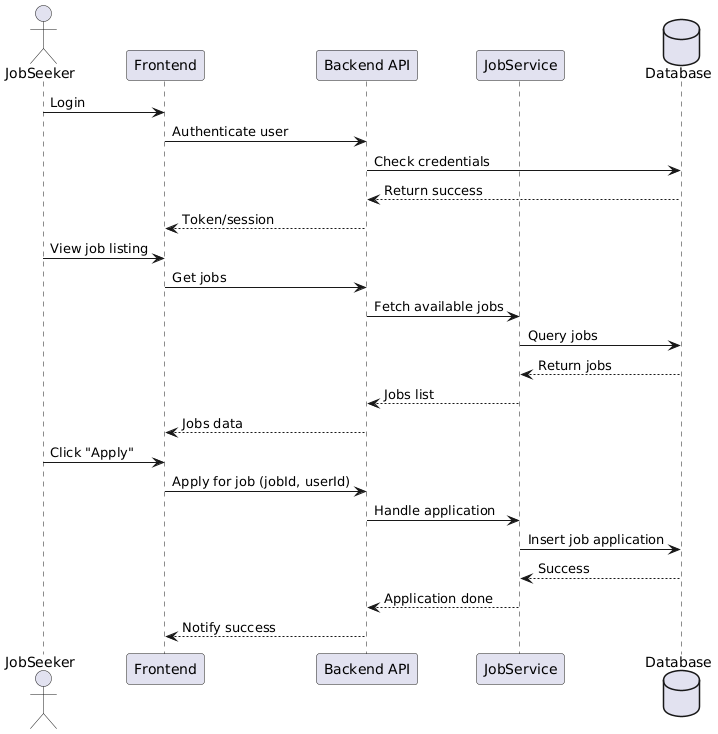 JobSeeker
Frontend
Backend API
JobService
Database
Login
Authenticate user
Check credentials
Return success
Token/session
View job listing
Get jobs
Fetch available jobs
Query jobs
Return jobs
Jobs list
Jobs data
Click "Apply"
Apply for job (jobId, userId)
Handle application
Insert job application
Success
Application done
Notify success
JobSeeker
Frontend
Backend API
JobService
Database